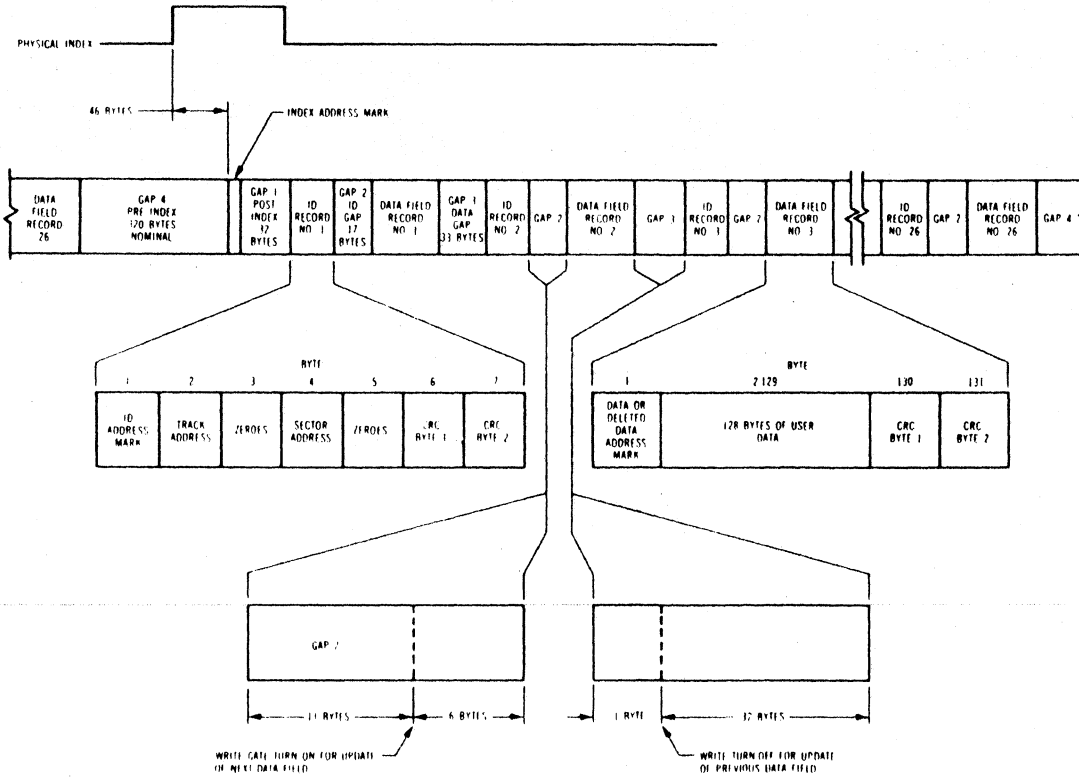 PHYSICAL INDEX
46 BYTES
INDEX ADDRESS MARK
DATA
FIELD
RECORD
26
GAP 4
PRE INDEX
320 BYTES
NOMINAL
GAP 1
POST
INDEX
32
BYTES
ID
RECORD
NO. 1
GAP 2
ID
GAP
17
BYTES
DATA FIELD
RECORD
NO. 1
GAP 3
DATA
GAP
33 BYTES
ID
RECORD
NO. 2
GAP 2
DATA FIELD
RECORD
NO. 2
GAP 3
ID
RECORD
NO. 3
GAP 2
DATA FIELD
RECORD
NO. 3
ID
RECORD
NO. 26
GAP 2
DATA FIELD
RECORD
NO. 26
GAP 4
BYTE
1 2 3 4 5 6 7
ID
ADDRESS
MARK
TRACK
ADDRESS
ZEROES
SECTOR
ADDRESS
ZEROES
CRC
BYTE 1
CRC
BYTE 2
BYTE
1 2-129 130 131
DATA OR
DELETED
DATA
ADDRESS
MARK
128 BYTES OF USER
DATA
CRC
BYTE 1
CRC
BYTE 2
GAP 2
11 BYTES
6 BYTES
1 BYTE
32 BYTES
WRITE GATE TURN ON FOR UPDATE
OF NEXT DATA FIELD
WRITE TURN OFF FOR UPDATE
OF PREVIOUS DATA FIELD